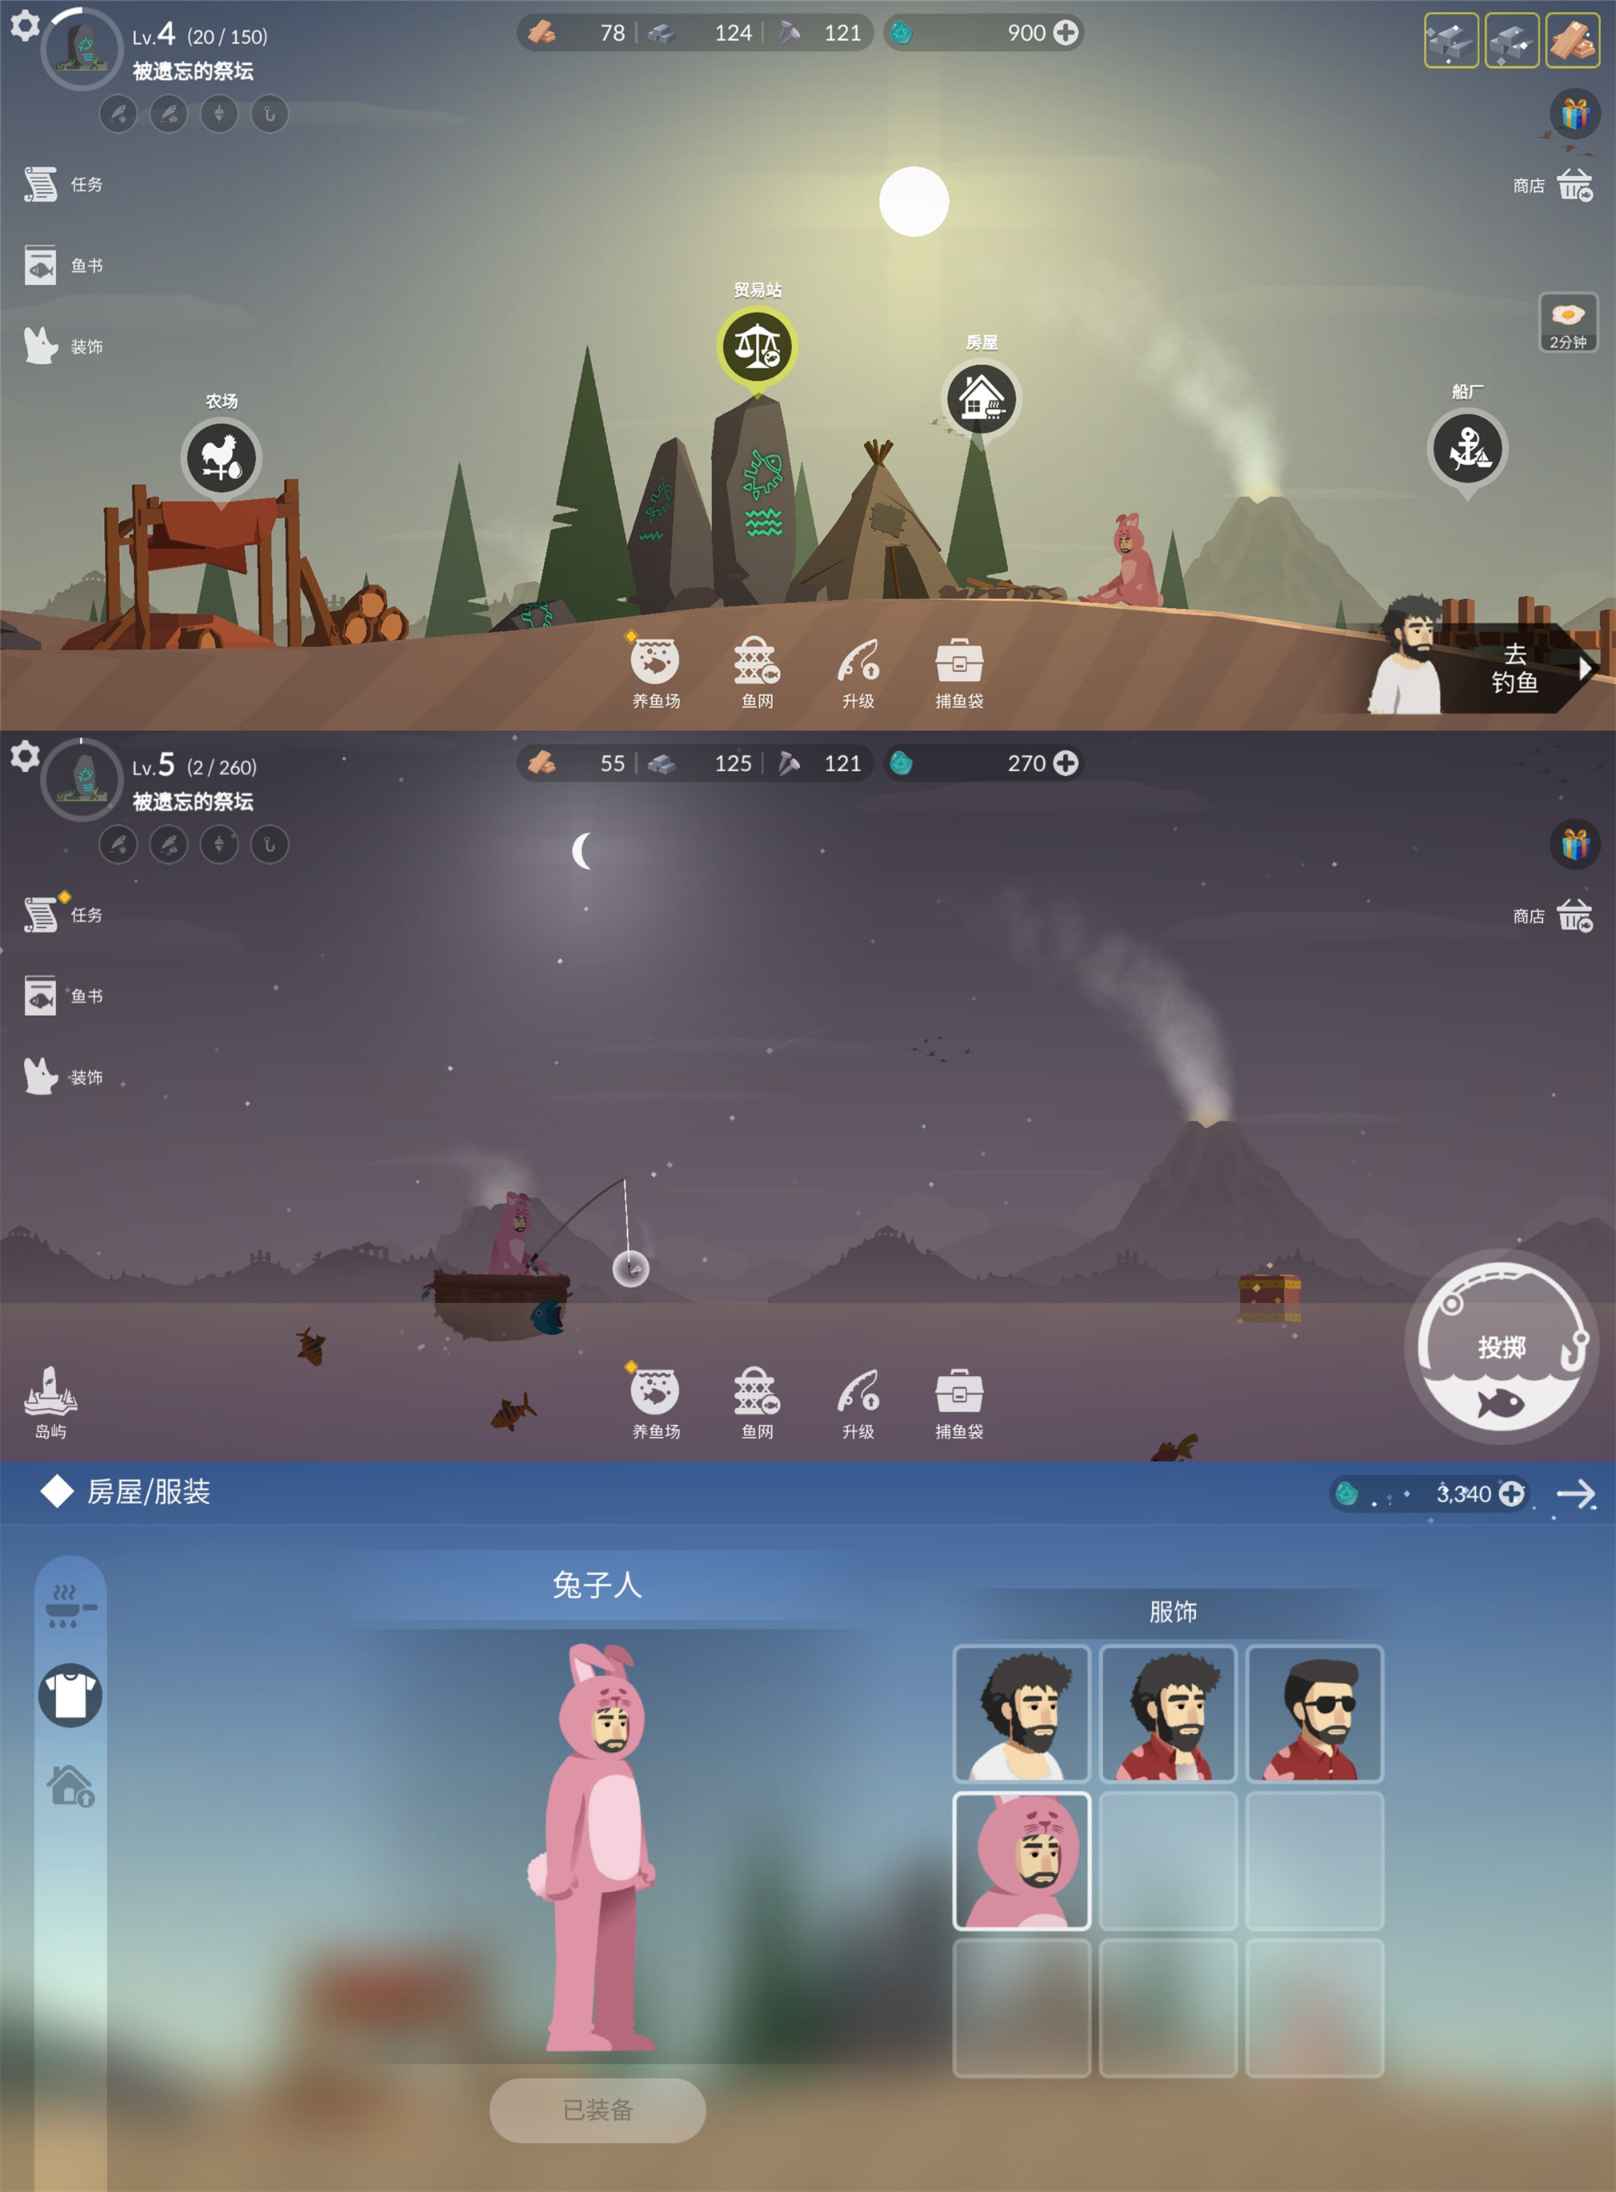 Lv.4 (20 / 150)
被遗忘的祭坛
78
124
121
900
任务
鱼书
装饰
商店
2分钟
贸易站
房屋
船厂
农场
养鱼场
鱼网
升级
捕鱼袋
去
钓鱼
Lv.5 (2 / 260)
被遗忘的祭坛
55
125
121
270
任务
鱼书
装饰
商店
岛屿
养鱼场
鱼网
升级
捕鱼袋
投掷
房屋/服装
3,340
兔子人
服饰
已装备